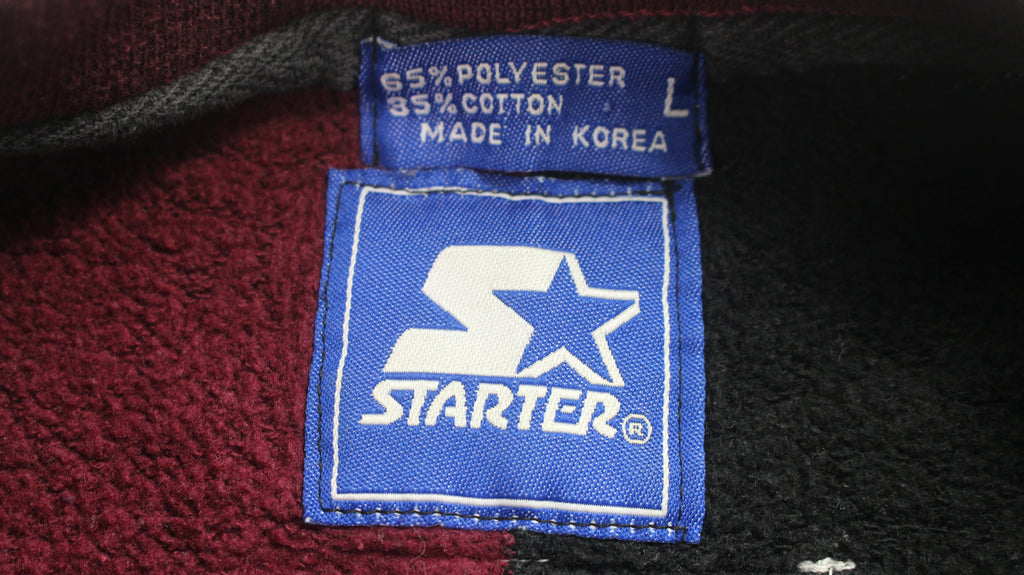 65% POLYESTER
35% COTTON L
MADE IN KOREA
STARTER®